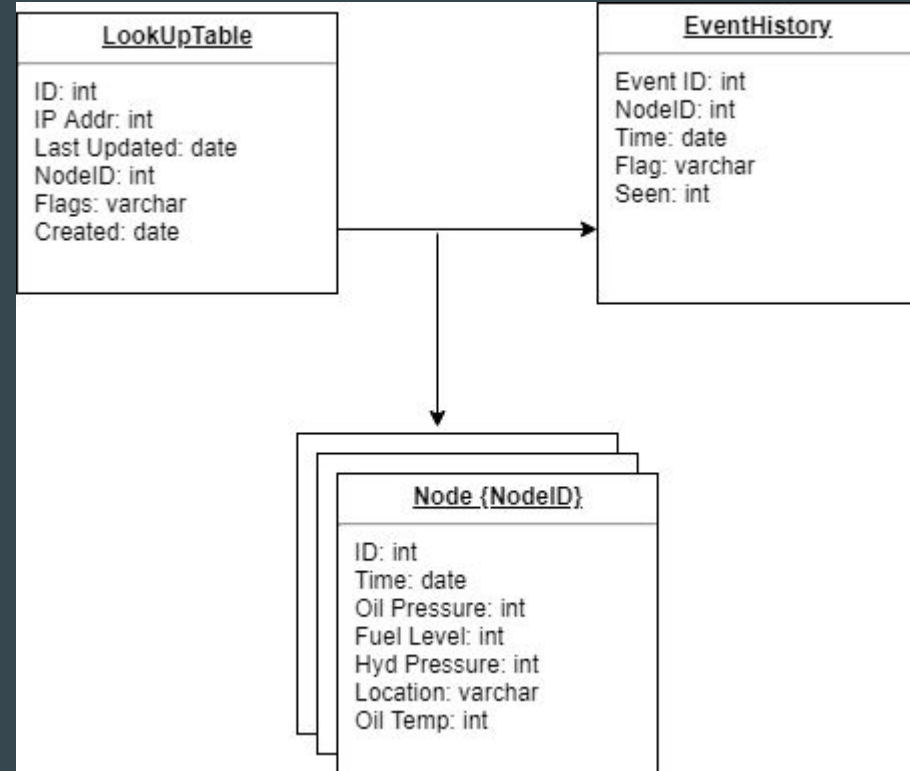 LookUpTable
ID: int
IP Addr: int
Last Updated: date
NodeID: int
Flags: varchar
Created: date
EventHistory
Event ID: int
NodeID: int
Time: date
Flag: varchar
Seen: int
Node {NodeID}
ID: int
Time: date
Oil Pressure: int
Fuel Level: int
Hyd Pressure: int
Location: varchar
Oil Temp: int